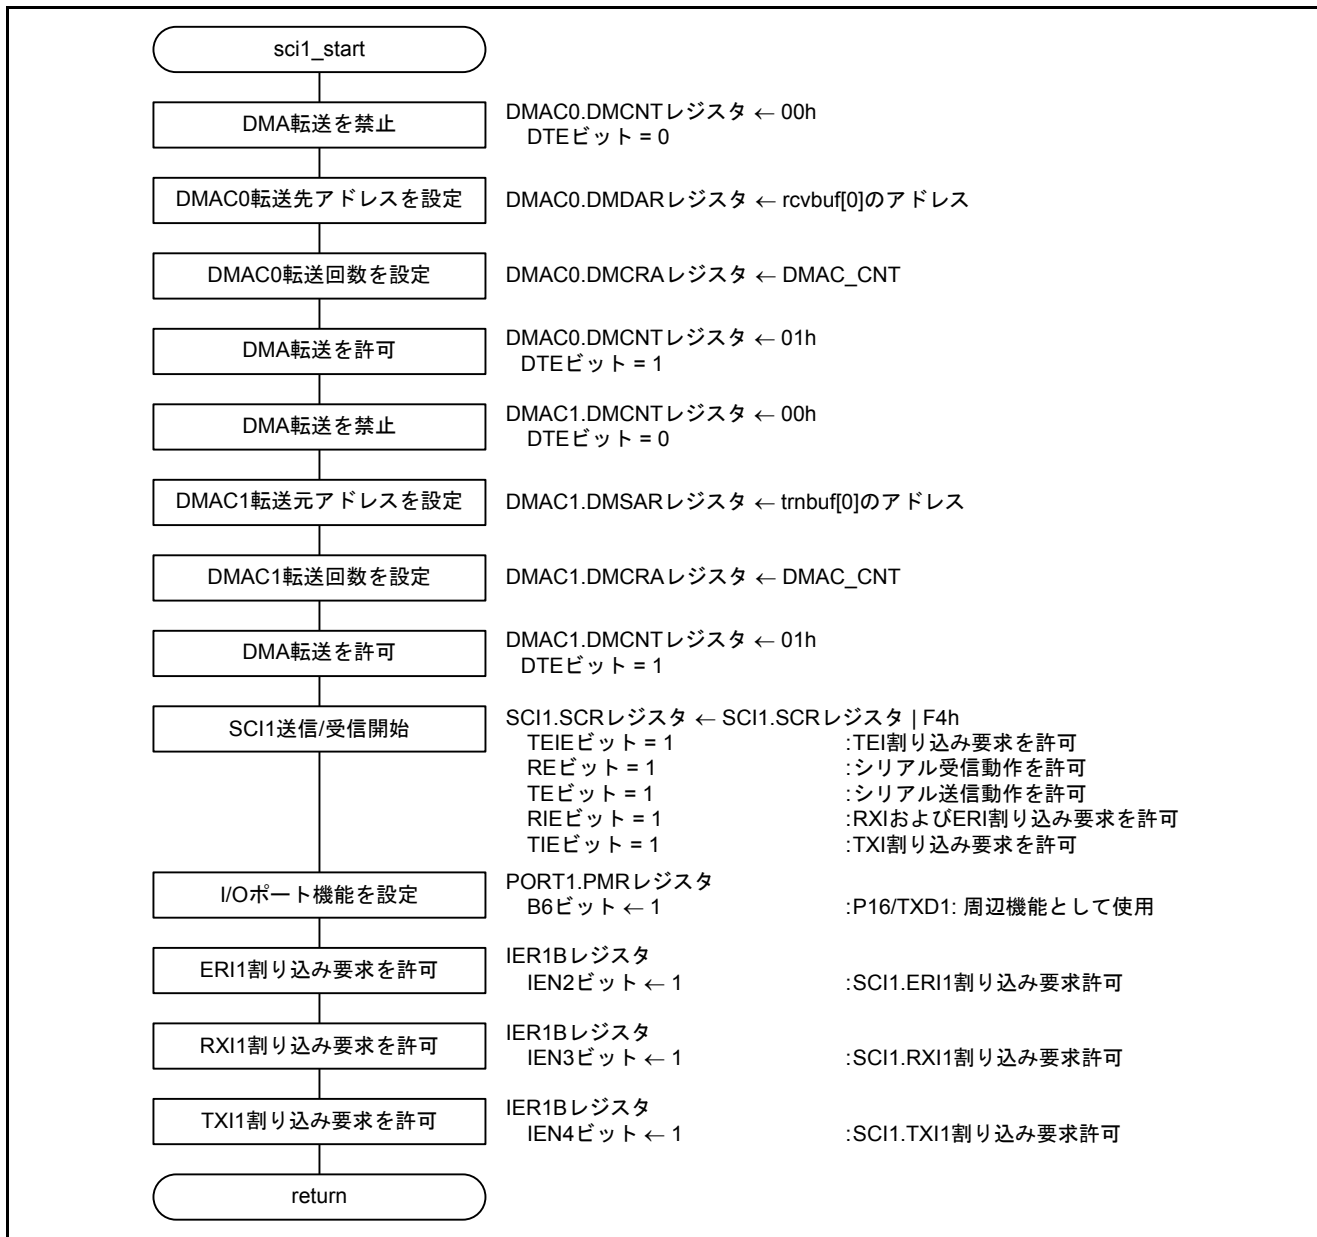 sci1_start
DMA転送を禁止
DMAC0.DMCNTレジスタ ← 00h
DTEビット = 0
DMAC0転送先アドレスを設定
DMAC0.DMDARレジスタ ← rcvbuf[0]のアドレス
DMAC0転送回数を設定
DMAC0.DMCRAレジスタ ← DMAC_CNT
DMA転送を許可
DMAC0.DMCNTレジスタ ← 01h
DTEビット = 1
DMA転送を禁止
DMAC1.DMCNTレジスタ ← 00h
DTEビット = 0
DMAC1転送元アドレスを設定
DMAC1.DMSARレジスタ ← trnbuf[0]のアドレス
DMAC1転送回数を設定
DMAC1.DMCRAレジスタ ← DMAC_CNT
DMA転送を許可
DMAC1.DMCNTレジスタ ← 01h
DTEビット = 1
SCI1送信/受信開始
SCI1.SCRレジスタ ← SCI1.SCRレジスタ | F4h
TEIEビット = 1 :TEI割り込み要求を許可
REビット = 1 :シリアル受信動作を許可
TEビット = 1 :シリアル送信動作を許可
RIEビット = 1 :RXIおよびERI割り込み要求を許可
TIEビット = 1 :TXI割り込み要求を許可
I/Oポート機能を設定
PORT1.PMRレジスタ
B6ビット ← 1 :P16/TXD1: 周辺機能として使用
ERI1割り込み要求を許可
IER1Bレジスタ
IEN2ビット ← 1 :SCI1.ERI1割り込み要求許可
RXI1割り込み要求を許可
IER1Bレジスタ
IEN3ビット ← 1 :SCI1.RXI1割り込み要求許可
TXI1割り込み要求を許可
IER1Bレジスタ
IEN4ビット ← 1 :SCI1.TXI1割り込み要求許可
return